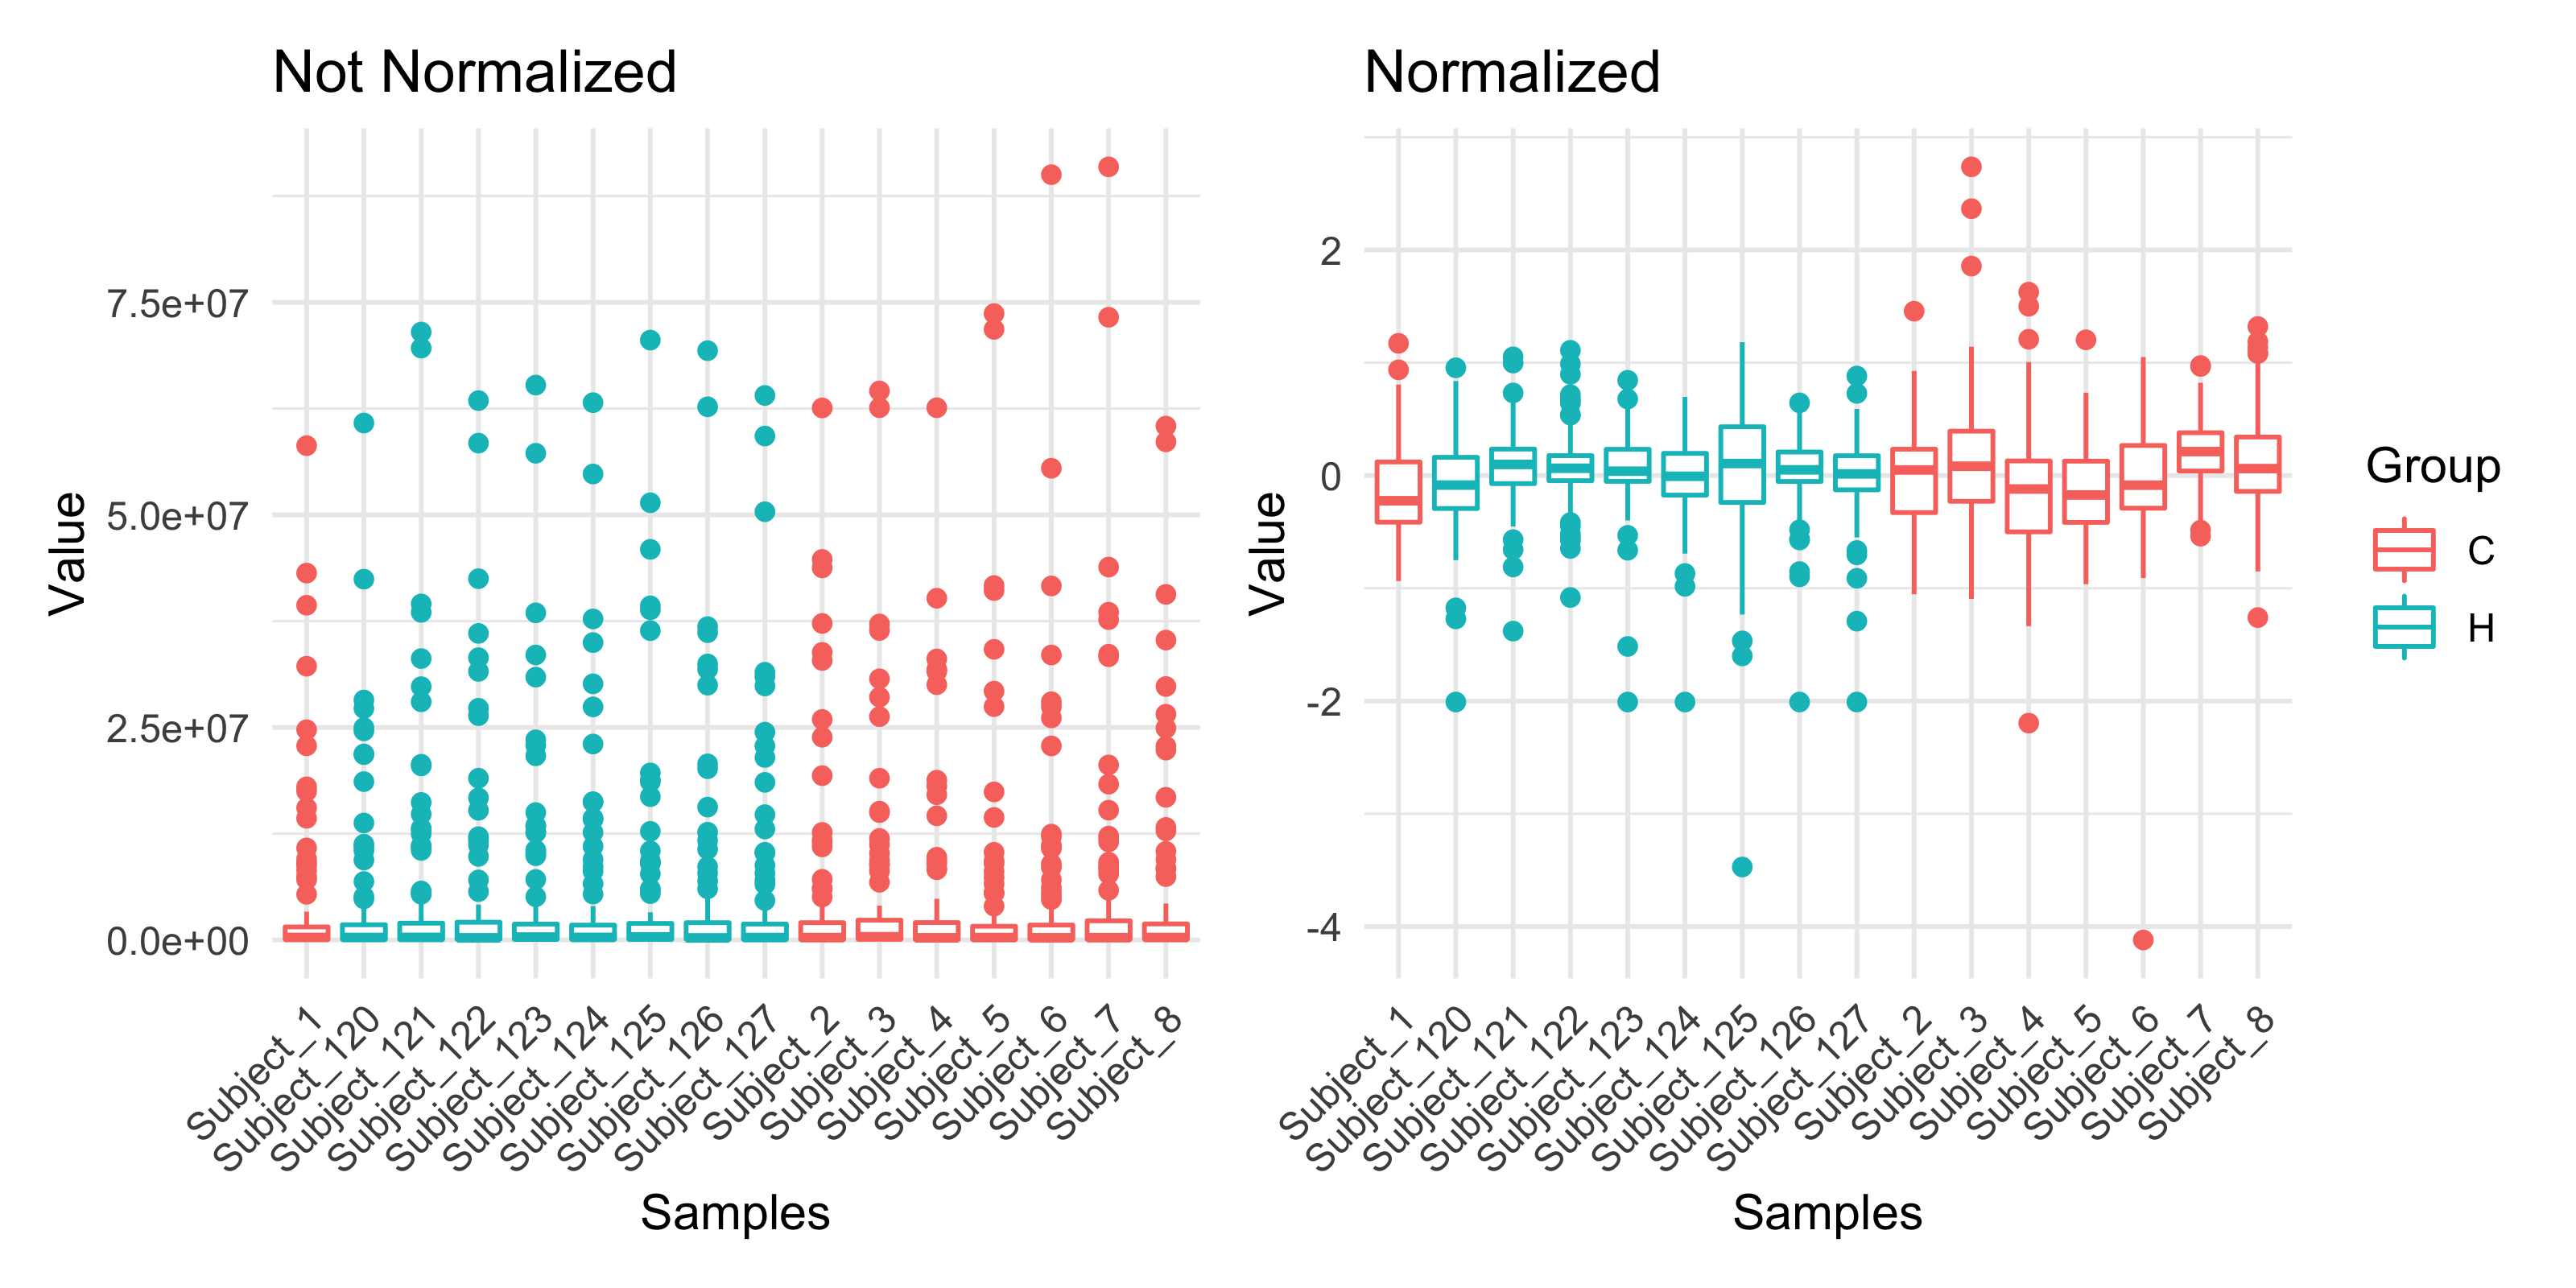 Not Normalized
Value
7.5e+07
5.0e+07
2.5e+07
0.0e+00
Subject_1
Subject_120
Subject_121
Subject_122
Subject_123
Subject_124
Subject_125
Subject_126
Subject_127
Subject_2
Subject_3
Subject_4
Subject_5
Subject_6
Subject_7
Subject_8
Samples
Normalized
Value
2
0
-2
-4
Subject_1
Subject_120
Subject_121
Subject_122
Subject_123
Subject_124
Subject_125
Subject_126
Subject_127
Subject_2
Subject_3
Subject_4
Subject_5
Subject_6
Subject_7
Subject_8
Samples
Group
C
H